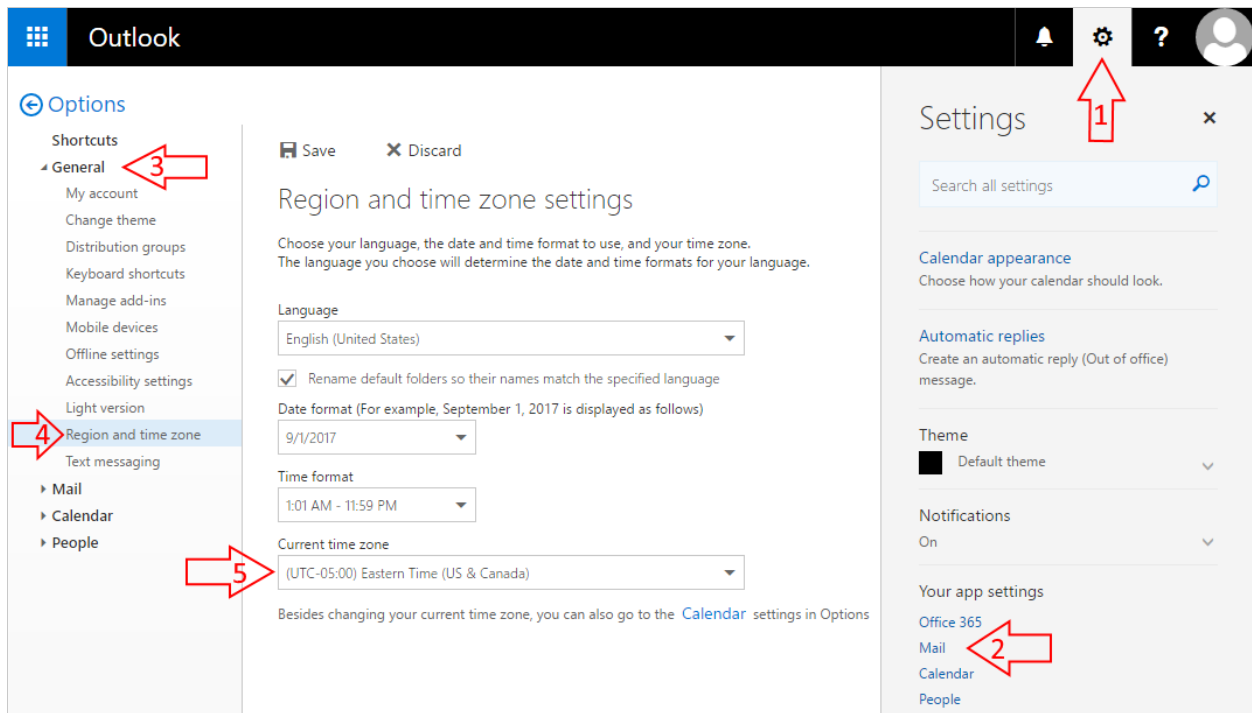 Outlook
?
Options
Shortcuts
General
3
My account
Change theme
Distribution groups
Keyboard shortcuts
Manage add-ins
Mobile devices
Offline settings
Accessibility settings
Light version
4
Region and time zone
Text messaging
Mail
Calendar
People
Save
Discard
Region and time zone settings
Choose your language, the date and time format to use, and your time zone.
The language you choose will determine the date and time formats for your language.
Language
English (United States)
Rename default folders so their names match the specified language
Date format (For example, September 1, 2017 is displayed as follows)
9/1/2017
Time format
1:01 AM - 11:59 PM
Current time zone
5
(UTC-05:00) Eastern Time (US & Canada)
Besides changing your current time zone, you can also go to the Calendar settings in Options
1
Settings
Search all settings
Calendar appearance
Choose how your calendar should look.
Automatic replies
Create an automatic reply (Out of office)
message.
Theme
Default theme
Notifications
On
Your app settings
Office 365
Mail
2
Calendar
People